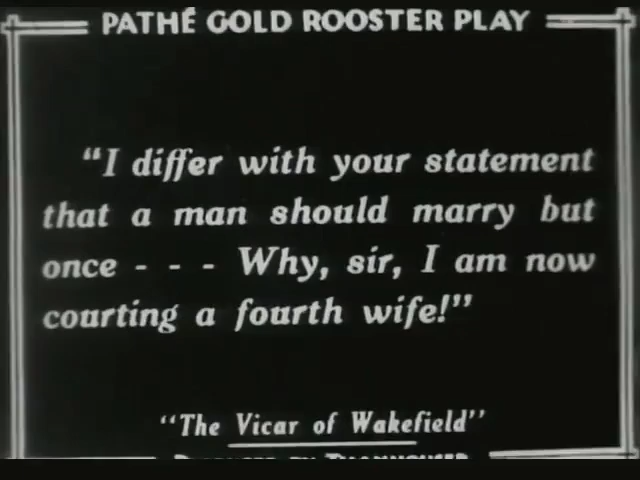 PATHÉ GOLD ROOSTER PLAY
"I differ with your statement
that a man should marry but
once - - - Why, sir, I am now
courting a fourth wife!"
"The Vicar of Wakefield"